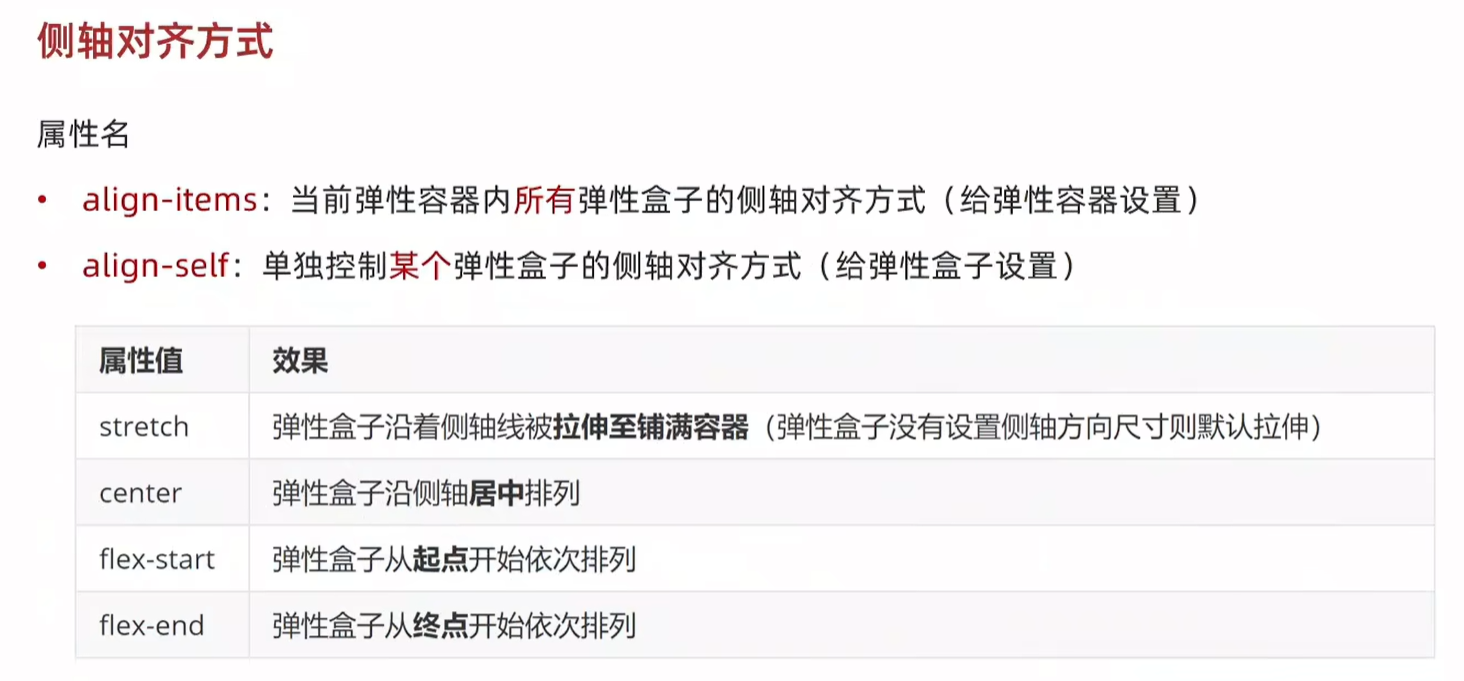 侧轴对齐方式
属性名
• align-items：当前弹性容器内所有弹性盒子的侧轴对齐方式（给弹性容器设置）
• align-self：单独控制某个弹性盒子的侧轴对齐方式（给弹性盒子设置）
属性值 效果
stretch 弹性盒子沿着侧轴线被拉伸至铺满容器（弹性盒子没有设置侧轴方向尺寸则默认拉伸）
center 弹性盒子沿侧轴居中排列
flex-start 弹性盒子从起点开始依次排列
flex-end 弹性盒子从终点开始依次排列